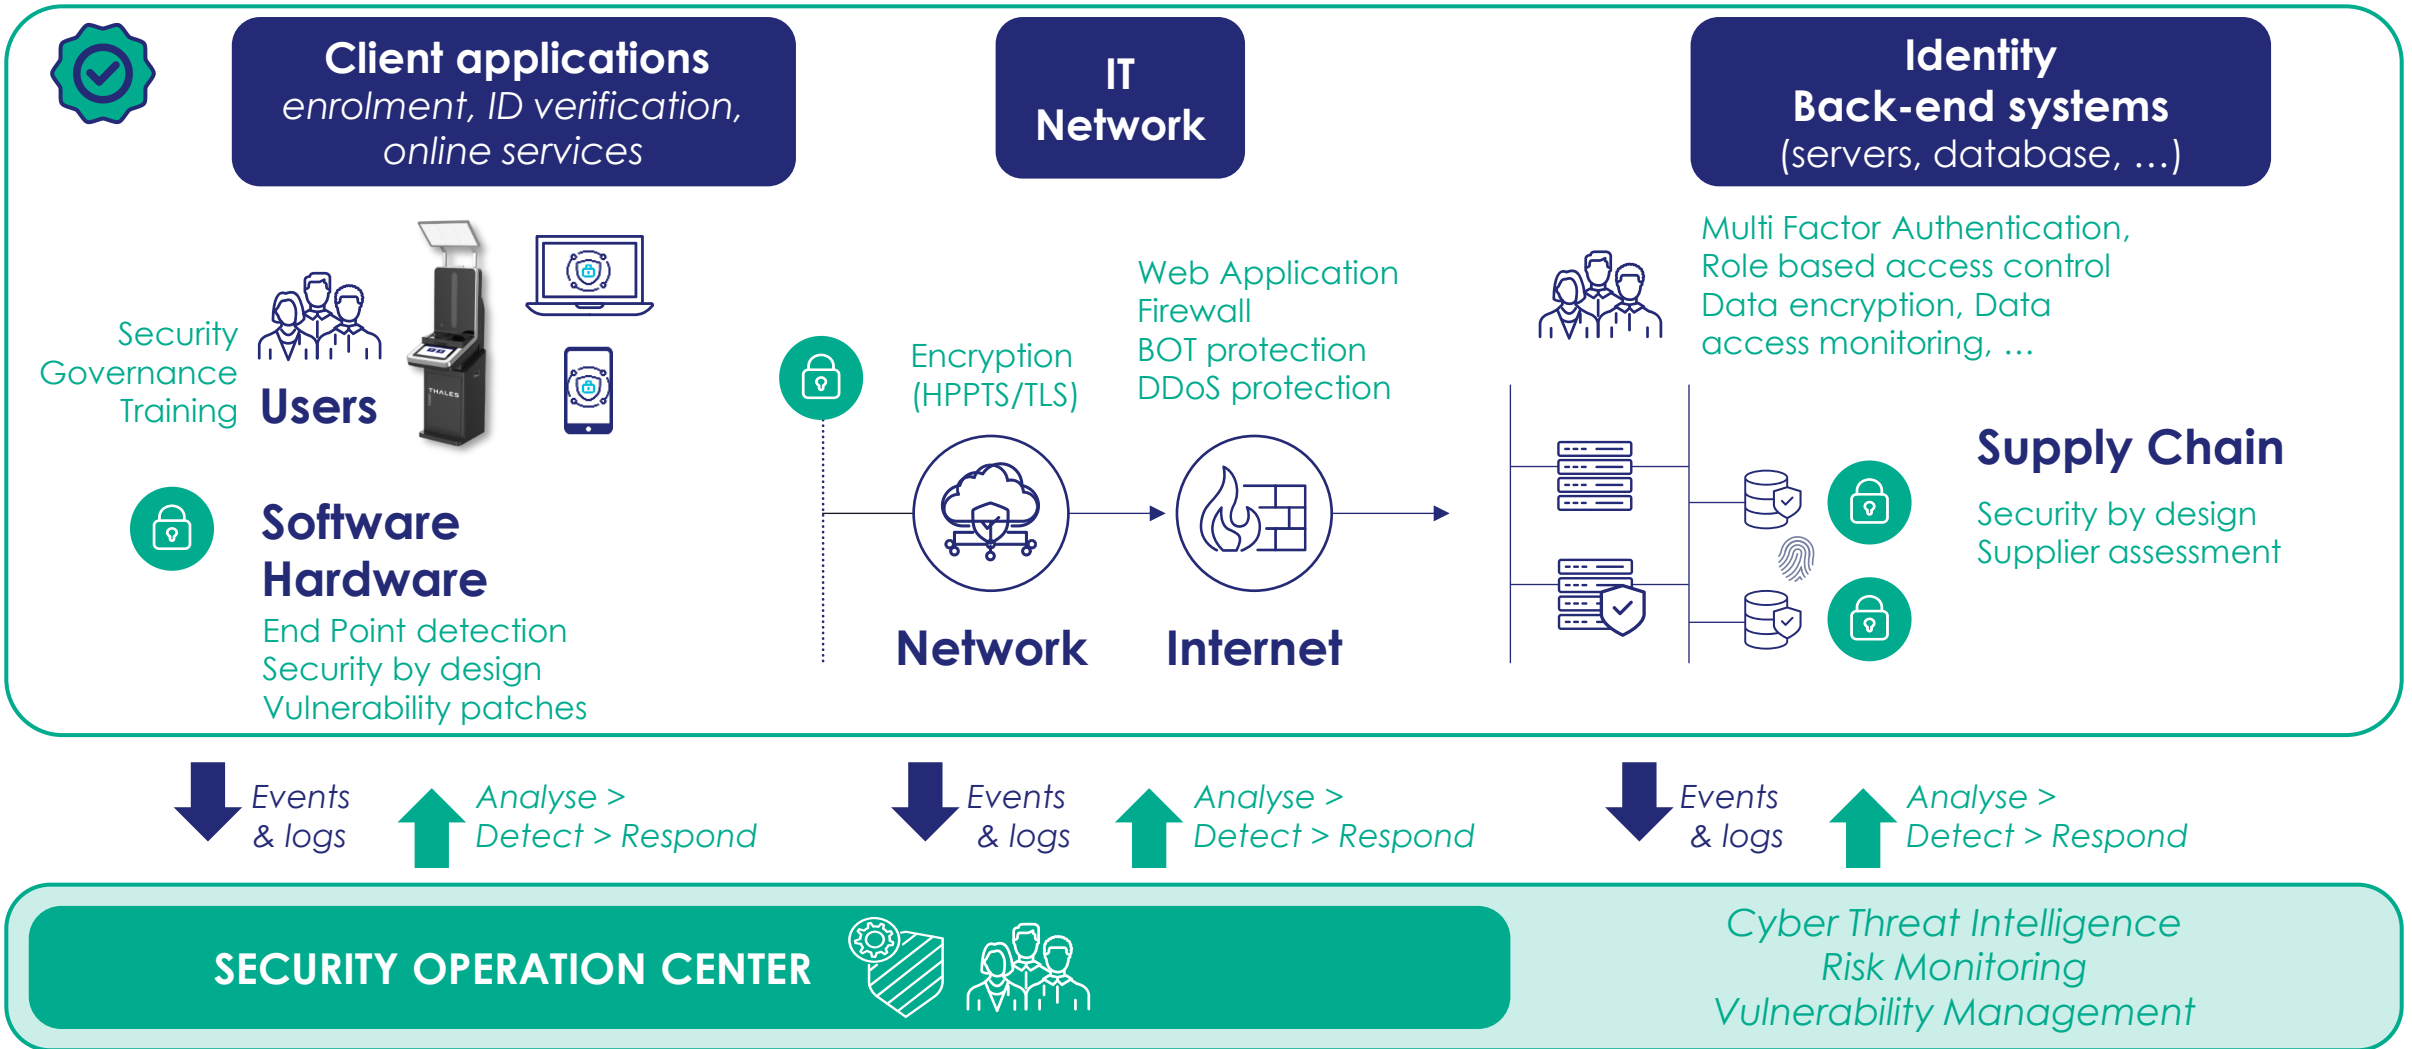 Client applications
enrolment, ID verification,
online services
IT
Network
Identity
Back-end systems
(servers, database, …)
Security
Governance
Training
Users
THALES
Software
Hardware
End Point detection
Security by design
Vulnerability patches
Encryption
(HPPTS/TLS)
Web Application
Firewall
BOT protection
DDoS protection
Network
Internet
Multi Factor Authentication,
Role based access control
Data encryption, Data
access monitoring, …
Supply Chain
Security by design
Supplier assessment
Events
& logs
Analyse >
Detect > Respond
Events
& logs
Analyse >
Detect > Respond
Events
& logs
Analyse >
Detect > Respond
SECURITY OPERATION CENTER
Cyber Threat Intelligence
Risk Monitoring
Vulnerability Management